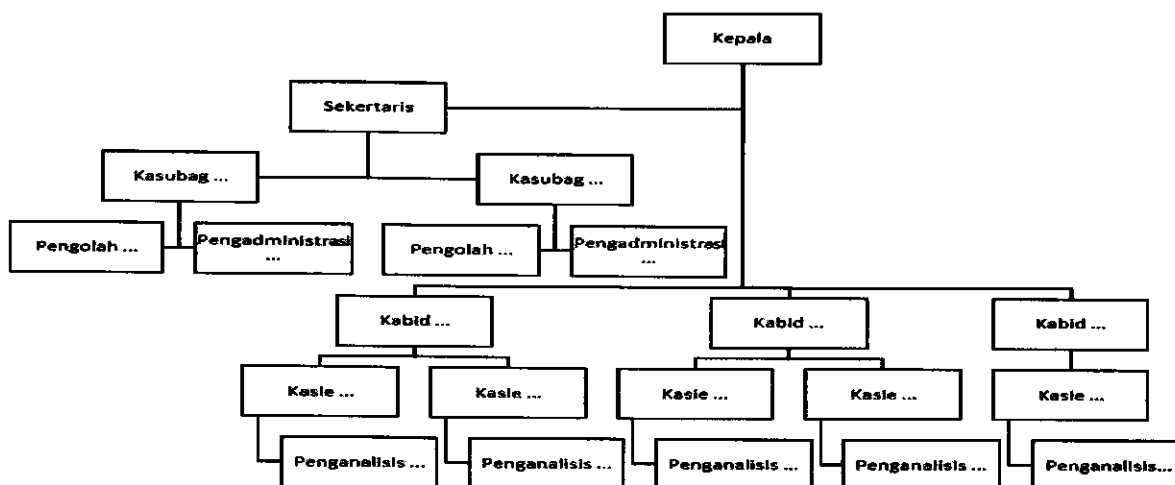 Kepala
Sekertaris
Kasubag ...
Kasubag ...
Pengolah ...
Pengadministrasi
...
Pengolah ...
Pengadministrasi
...
Kabid ...
Kabid ...
Kabid ...
Kasie ...
Kasie ...
Kasie ...
Kasie ...
Kasie ...
Penganalisis ...
Penganalisis ...
Penganalisis ...
Penganalisis ...
Penganalisis...